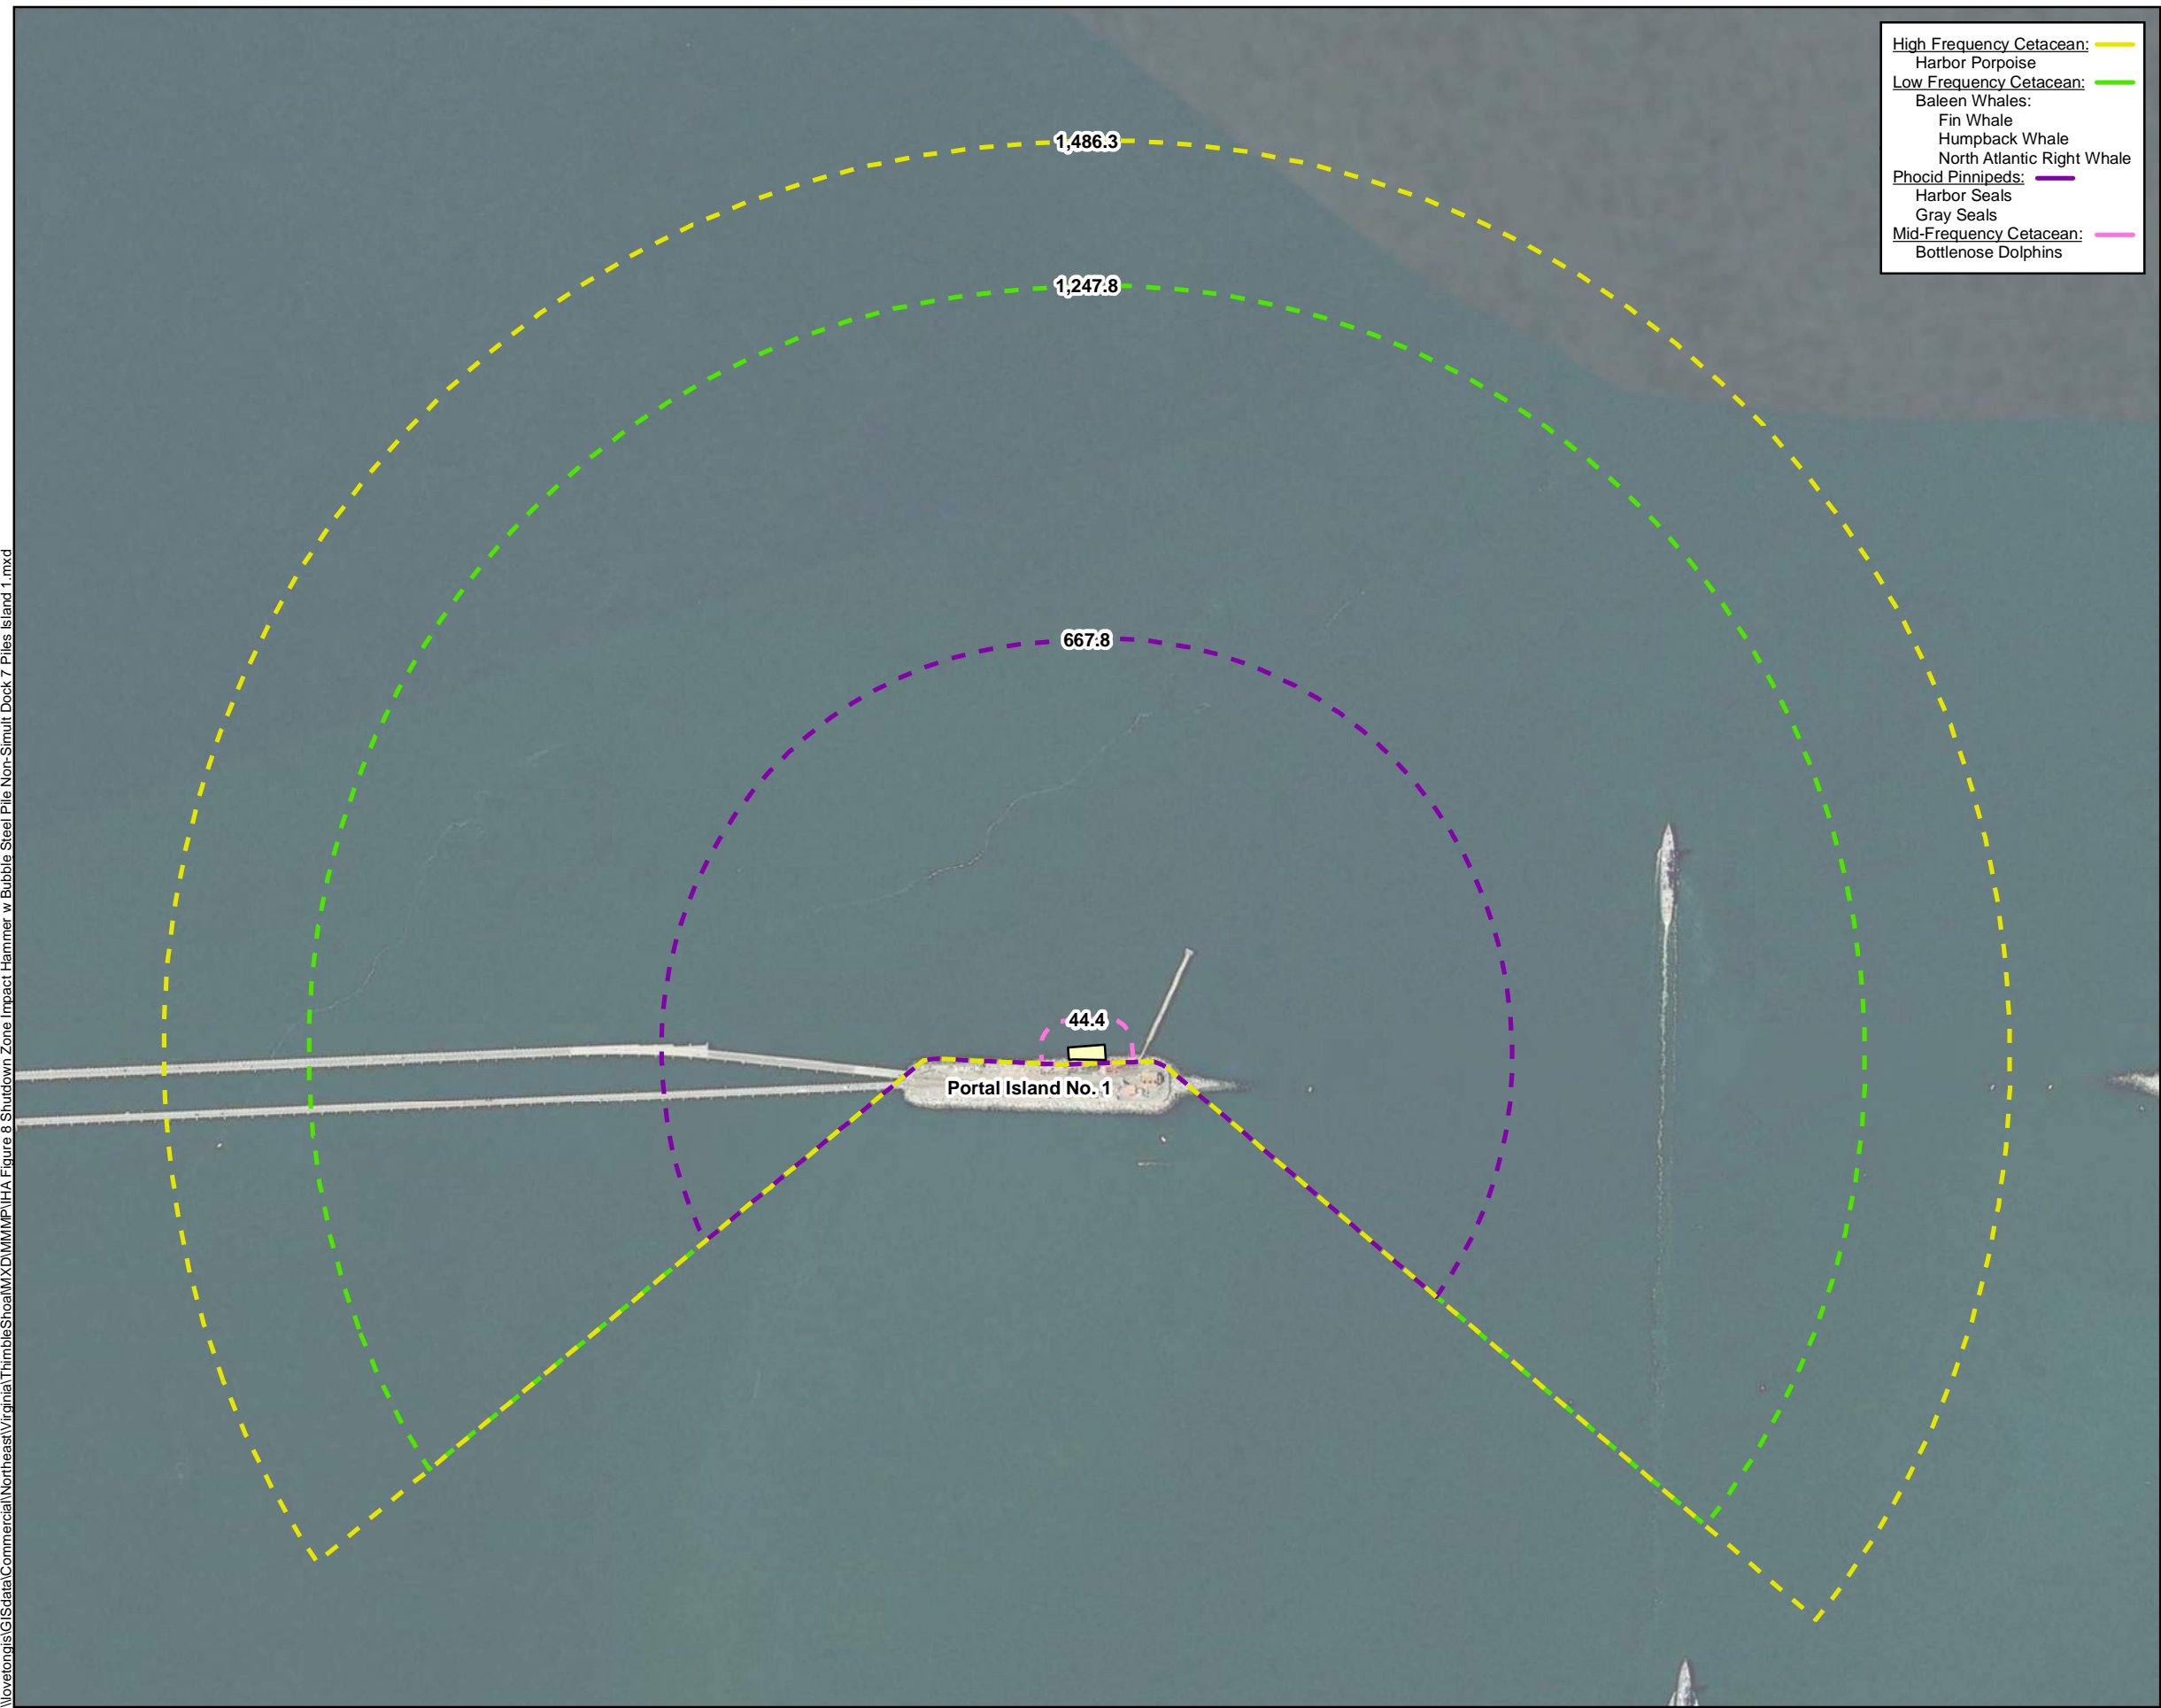 High Frequency Cetacean:
Harbor Porpoise
Low Frequency Cetacean:
Baleen Whales:
Fin Whale
Humpback Whale
North Atlantic Right Whale
Phocid Pinnipeds:
Harbor Seals
Gray Seals
Mid-Frequency Cetacean:
Bottlenose Dolphins
1,486.3
1,247.8
667.8
44.4
Portal Island No. 1
\\lovetongis\GISdata\Commercial\Northeast\Virginia\ThimbleShoal\MXD\MMMP\IHA Figure 8 Shutdown Zone Impact Hammer w Bubble Steel Pile Non-Simult Dock 7 Piles Island 1.mxd